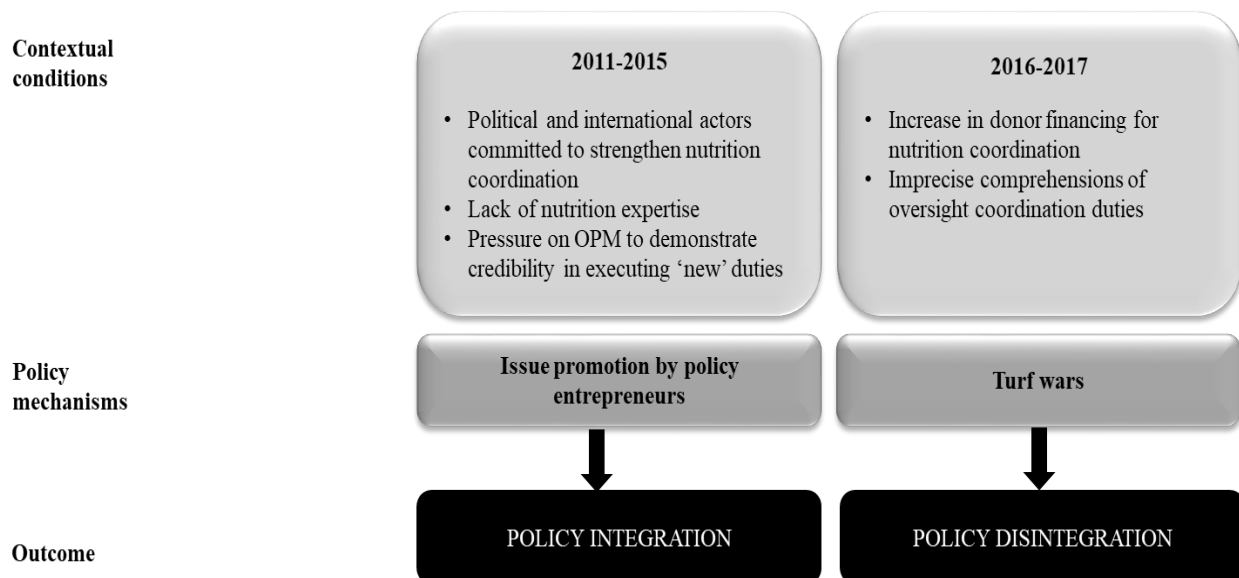 Contextual
conditions
2011-2015
• Political and international actors
committed to strengthen nutrition
coordination
• Lack of nutrition expertise
• Pressure on OPM to demonstrate
credibility in executing ‘new’ duties
2016-2017
• Increase in donor financing for
nutrition coordination
• Imprecise comprehensions of
oversight coordination duties
Policy
mechanisms
Issue promotion by policy
entrepreneurs
Turf wars
Outcome
POLICY INTEGRATION
POLICY DISINTEGRATION